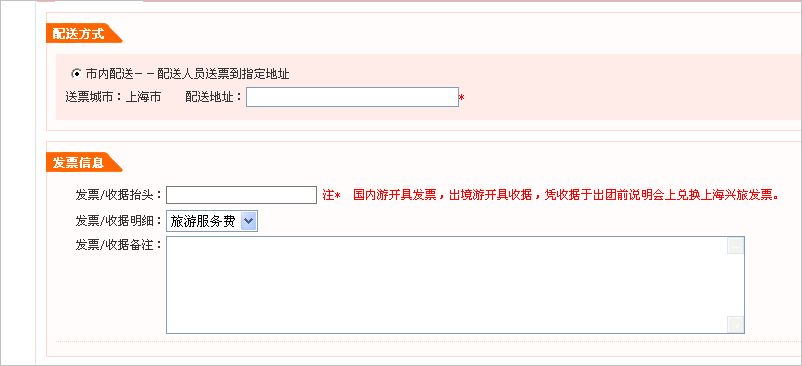 配送方式
市内配送－－配送人员送票到指定地址
送票城市：上海市 配送地址： *
发票信息
发票/收据抬头： 注* 国内游开具发票，出境游开具收据，凭收据于出团前说明会上兑换上海兴旅发票。
发票/收据明细： 旅游服务费
发票/收据备注：